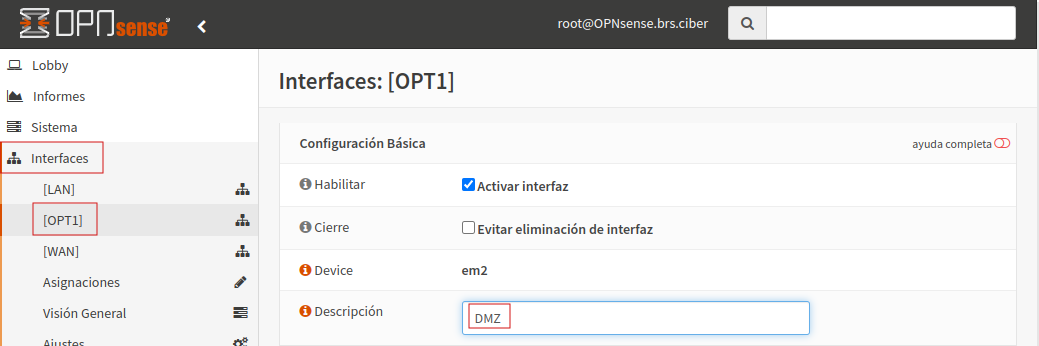 OPNsense
root@OPNsense.brs.ciber
Lobby
Informes
Sistema
Interfaces
[LAN]
[OPT1]
[WAN]
Asignaciones
Visión General
Ajustes
Interfaces: [OPT1]
Configuración Básica
ayuda completa
Habilitar
Activar interfaz
Cierre
Evitar eliminación de interfaz
Device
em2
Descripción
DMZ